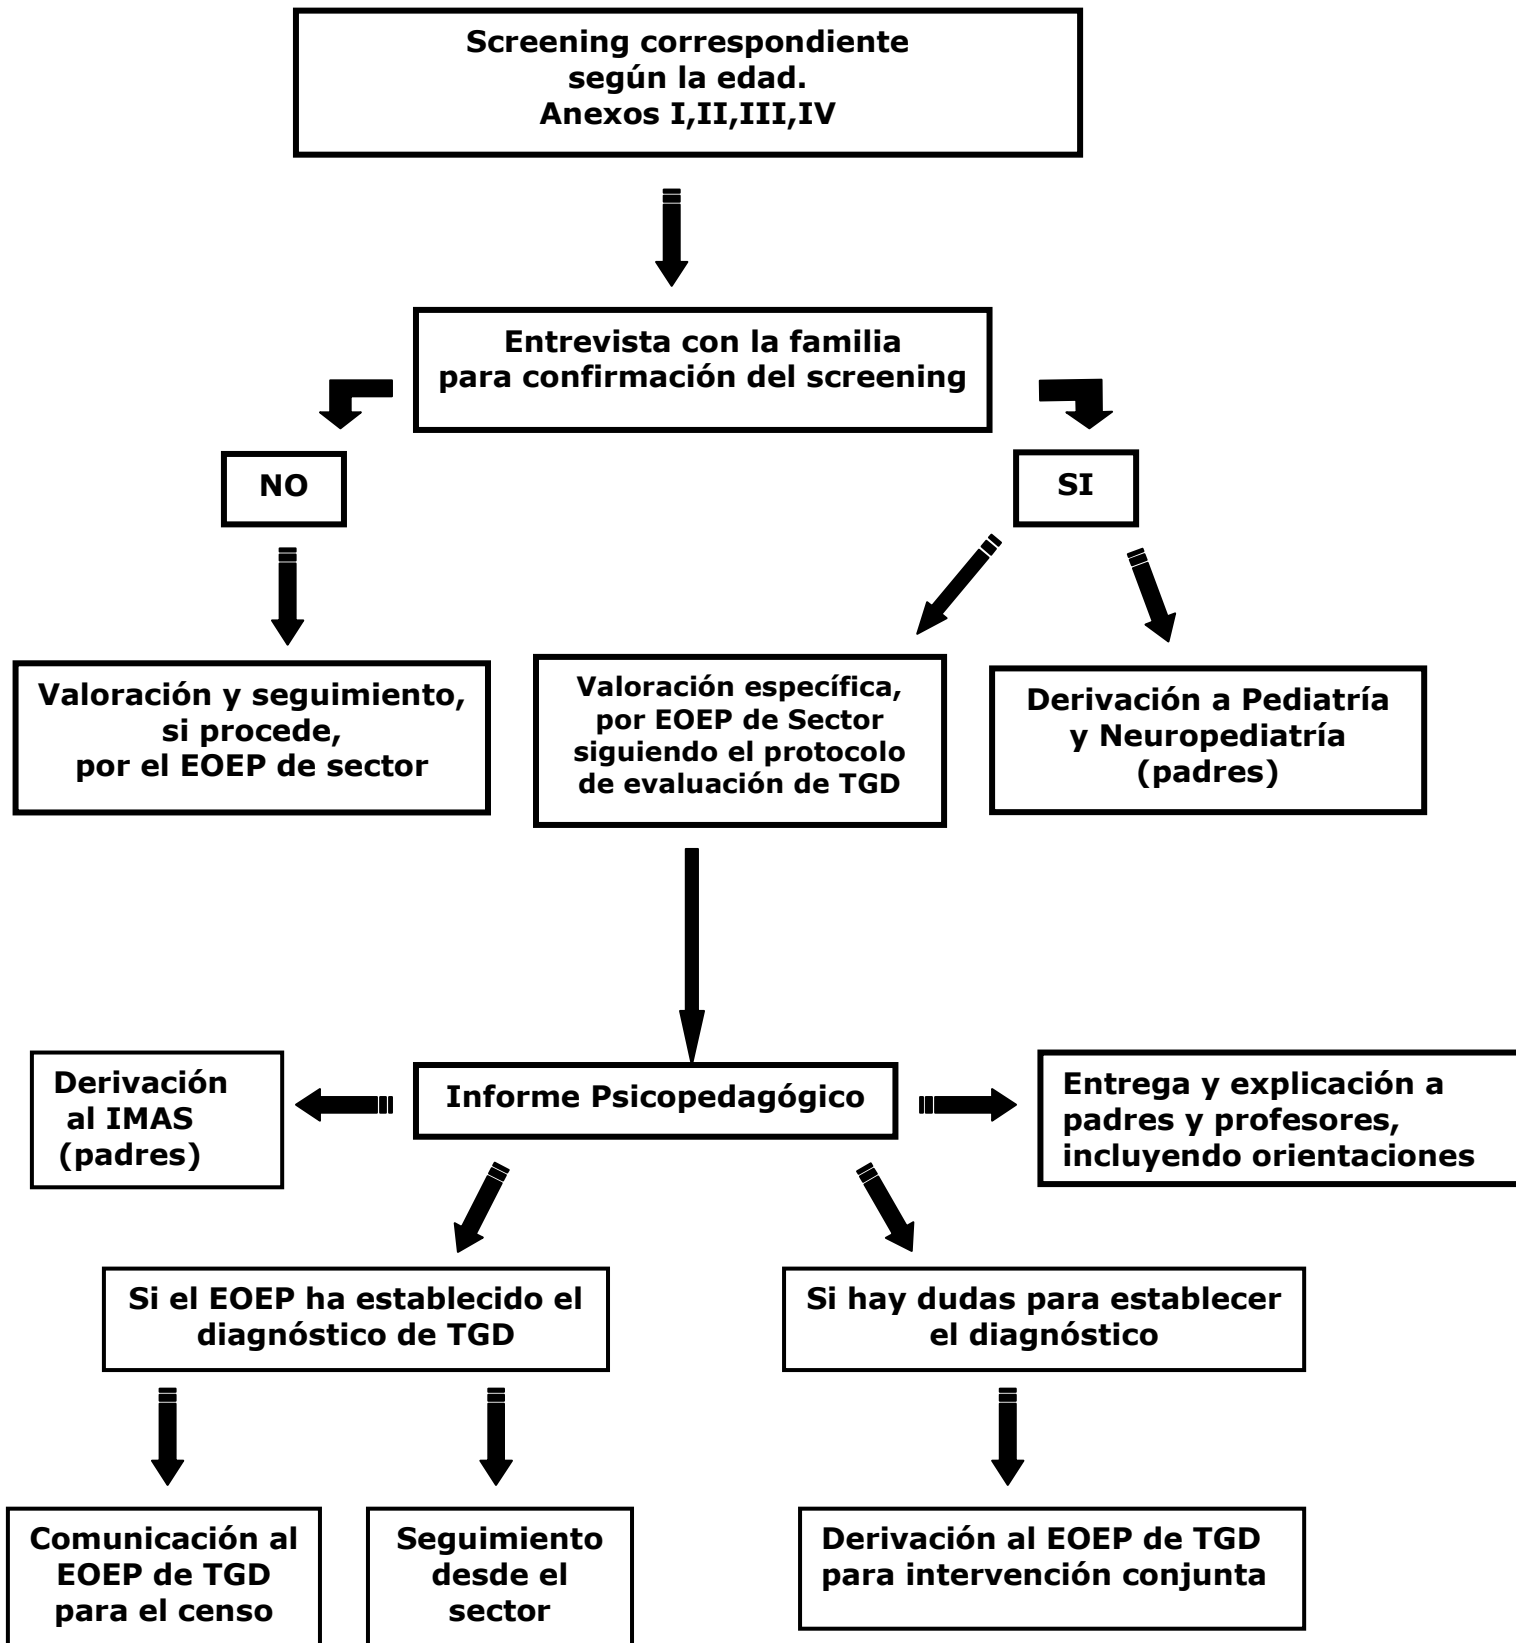 Screening correspondiente
según la edad.
Anexos I,II,III,IV
Entrevista con la familia
para confirmación del screening
NO
SI
Valoración y seguimiento,
si procede,
por el EOEP de sector
Valoración específica,
por EOEP de Sector
siguiendo el protocolo
de evaluación de TGD
Derivación a Pediatría
y Neuropediatría
(padres)
Derivación
al IMAS
(padres)
Informe Psicopedagógico
Entrega y explicación a
padres y profesores,
incluyendo orientaciones
Si el EOEP ha establecido el
diagnóstico de TGD
Si hay dudas para establecer
el diagnóstico
Comunicación al
EOEP de TGD
para el censo
Seguimiento
desde el
sector
Derivación al EOEP de TGD
para intervención conjunta